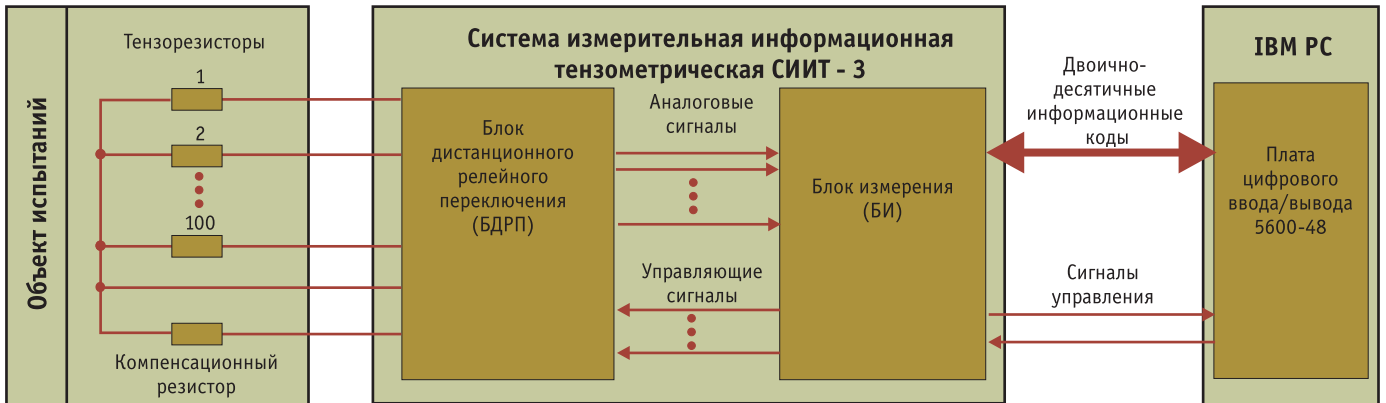 Объект испытаний
Тензорезисторы
1
2
100
Компенсационный
резистор
Система измерительная информационная
тензометрическая СИИТ - 3
Блок
дистанционного
релейного
переключения
(БДРП)
Аналоговые
сигналы
Управляющие
сигналы
Блок измерения
(БИ)
Двоично-
десятичные
информационные
коды
Сигналы
управления
IBM PC
Плата
цифрового
ввода/вывода
5600-48